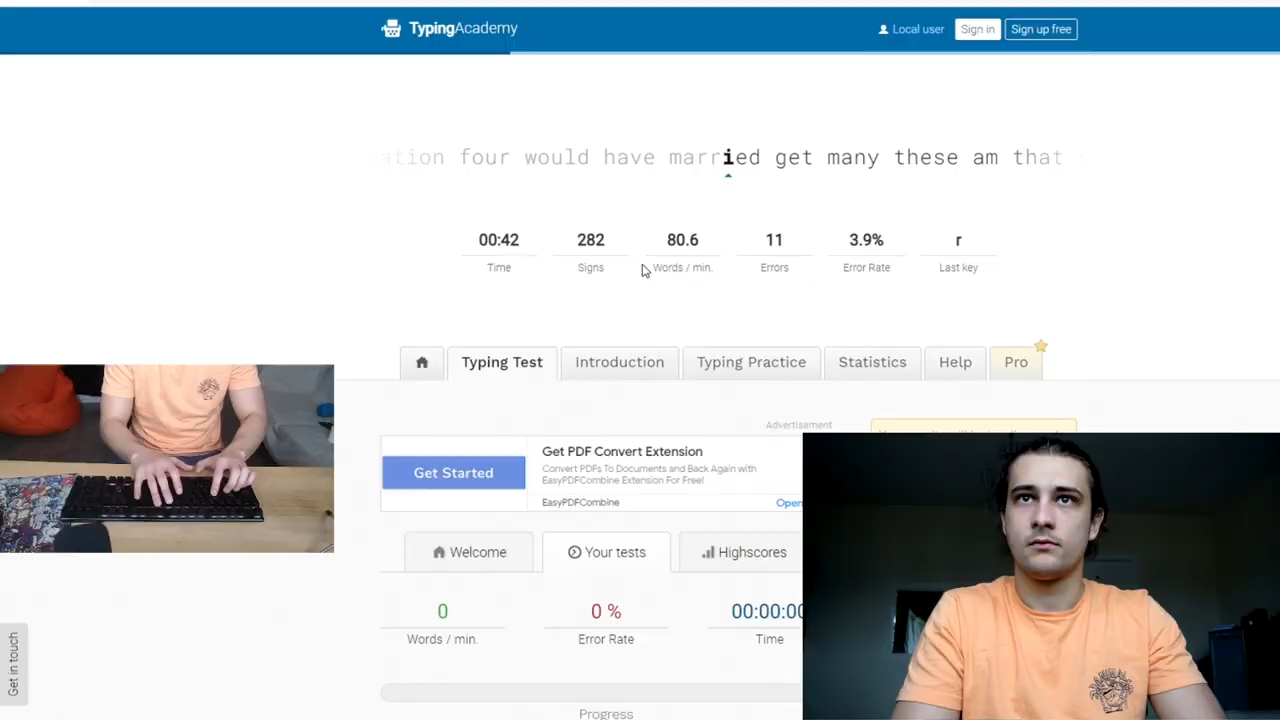 TypingAcademy
Local user Sign in Sign up free
ation four would have married get many these am that
00:42 282 80.6 11 3.9% r
Time Signs Words / min. Errors Error Rate Last key
Typing Test Introduction Typing Practice Statistics Help Pro
Advertisement
Get PDF Convert Extension
Get Started
Convert PDFs To Documents and Back Again with
EasyPDFCombine Extension For Free!
EasyPDFCombine Open
Welcome Your tests Highscores
0 0 % 00:00:00
Words / min. Error Rate Time
Progress
Get in touch